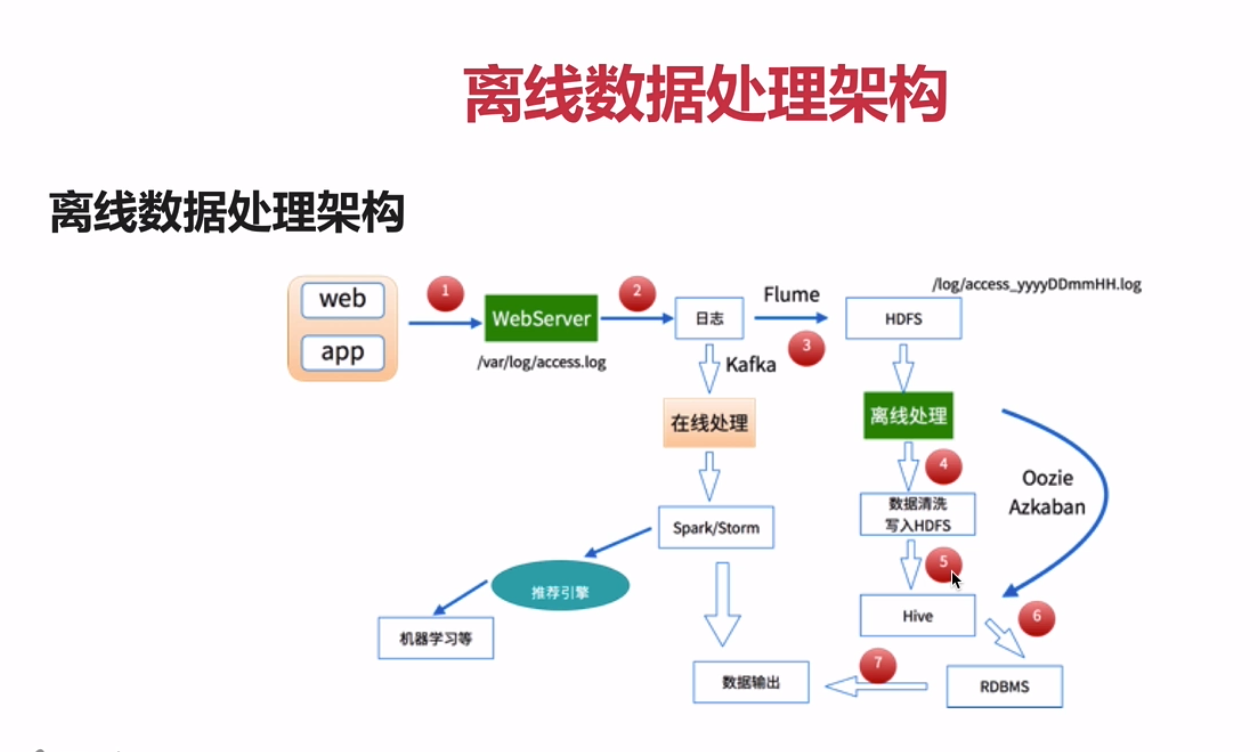 离线数据处理架构
离线数据处理架构
web
app
1
WebServer
/var/log/access.log
2
日志
Flume
3
/log/access_yyyyDDmmHH.log
HDFS
Kafka
在线处理
离线处理
4
数据清洗
写入HDFS
Oozie
Azkaban
Spark/Storm
5
推荐引擎
机器学习等
Hive
6
7
数据输出
RDBMS